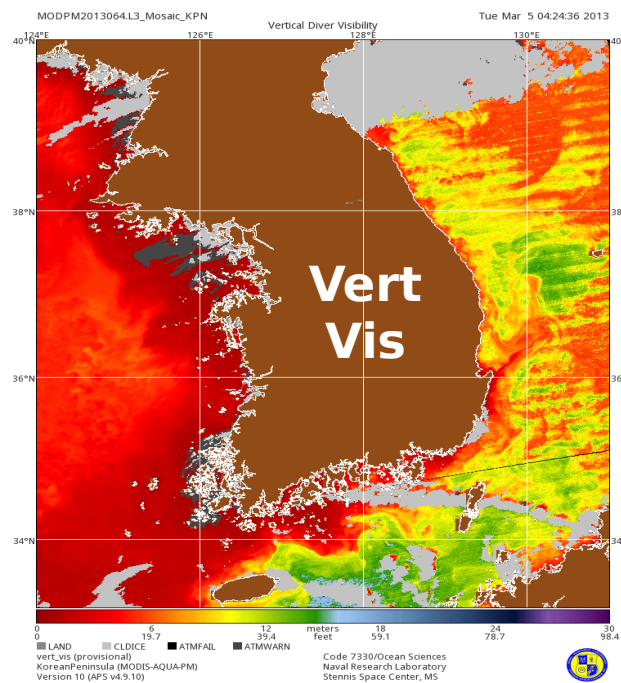 MODPM2013064.L3_Mosaic_KPN
Tue Mar 5 04:24:36 2013
Vertical Diver Visibility
124°E 126°E 128°E 130°E
40°N 40
38°N 38
36°N 36
34°N 34
Vert
Vis
0 6 12 meters 18 24 30
0 19.7 39.4 feet 59.1 78.7 98.4
LAND CLDICE ATMFAIL ATMWARN
vert_vis (provisional)
KoreanPeninsula (MODIS-AQUA-PM)
Version 10 (APS v4.9.10)
Code 7330/Ocean Sciences
Naval Research Laboratory
Stennis Space Center, MS